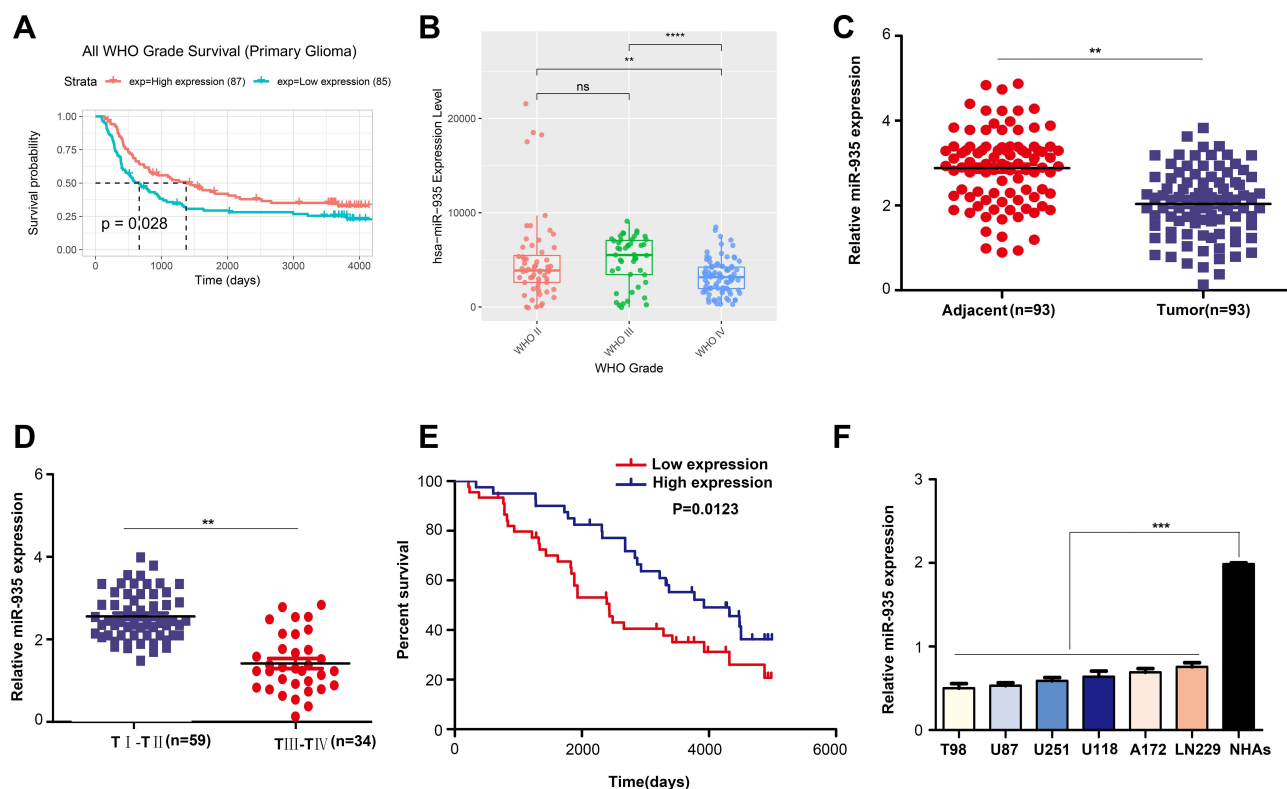 A
All WHO Grade Survival (Primary Glioma)
Strata exp=High expression (87) exp=Low expression (85)
Survival probability
1.00
0.75
0.50
0.25
0.00
p = 0.028
0 1000 2000 3000 4000
Time (days)
B
hsa−miR−935 Expression Level
20000
10000
0
****
**
ns
WHO II
WHO III
WHO IV
WHO Grade
C
Relative miR-935 expression
6
4
2
0
**
Adjacent (n=93) Tumor(n=93)
D
Relative miR-935 expression
6
4
2
0
**
TⅠ-TⅡ(n=59) TⅢ-TⅣ(n=34)
E
Percent survival
100
80
60
40
20
0
Low expression
High expression
P=0.0123
0 2000 4000 6000
Time(days)
F
Relative miR-935 expression
3
2
1
0
***
T98 U87 U251 U118 A172 LN229 NHAs